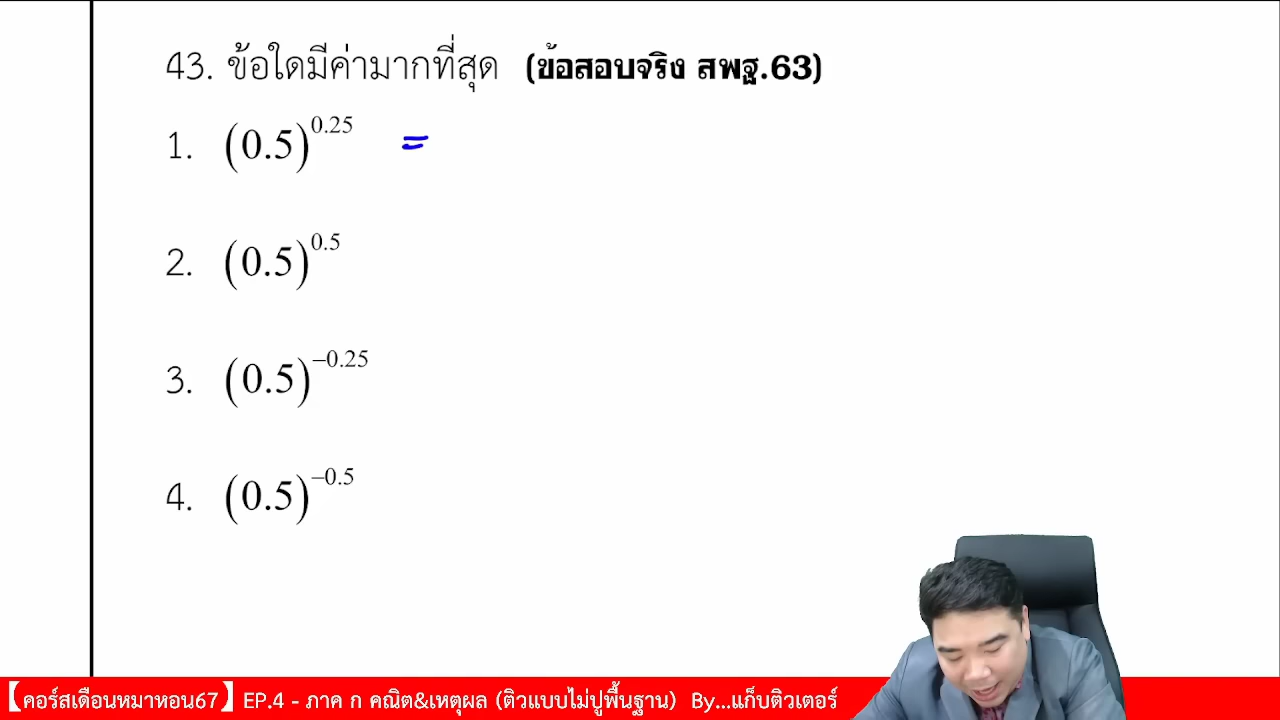 43. ข้อใดมีค่ามากที่สุด (ข้อสอบจริง สพฐ.63)
1. (0.5)^0.25 =
2. (0.5)^0.5
3. (0.5)^–0.25
4. (0.5)^–0.5
【คอร์สเดือนหมาหอน67】 EP.4 - ภาค ก คณิต&เหตุผล (ติวแบบไม่ปูพื้นฐาน) By...แก็บติวเตอร์